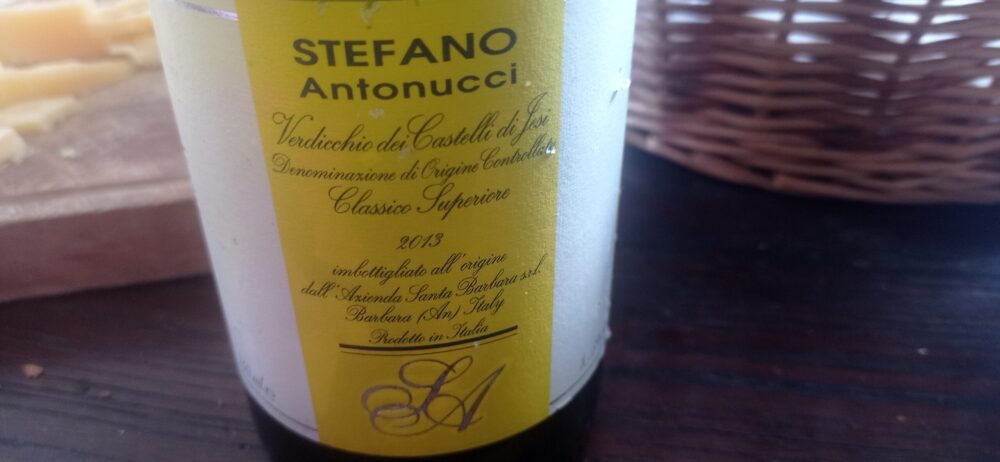 STEFANO
Antonucci
Verdicchio dei Castelli di Jesi
Denominazione di Origine Controllata
Classico Superiore
2013
imbottigliato all'origine
dall'Azienda Santa Barbara s.r.l.
Barbara (An) Italy
Prodotto in Italia
SA
ml e